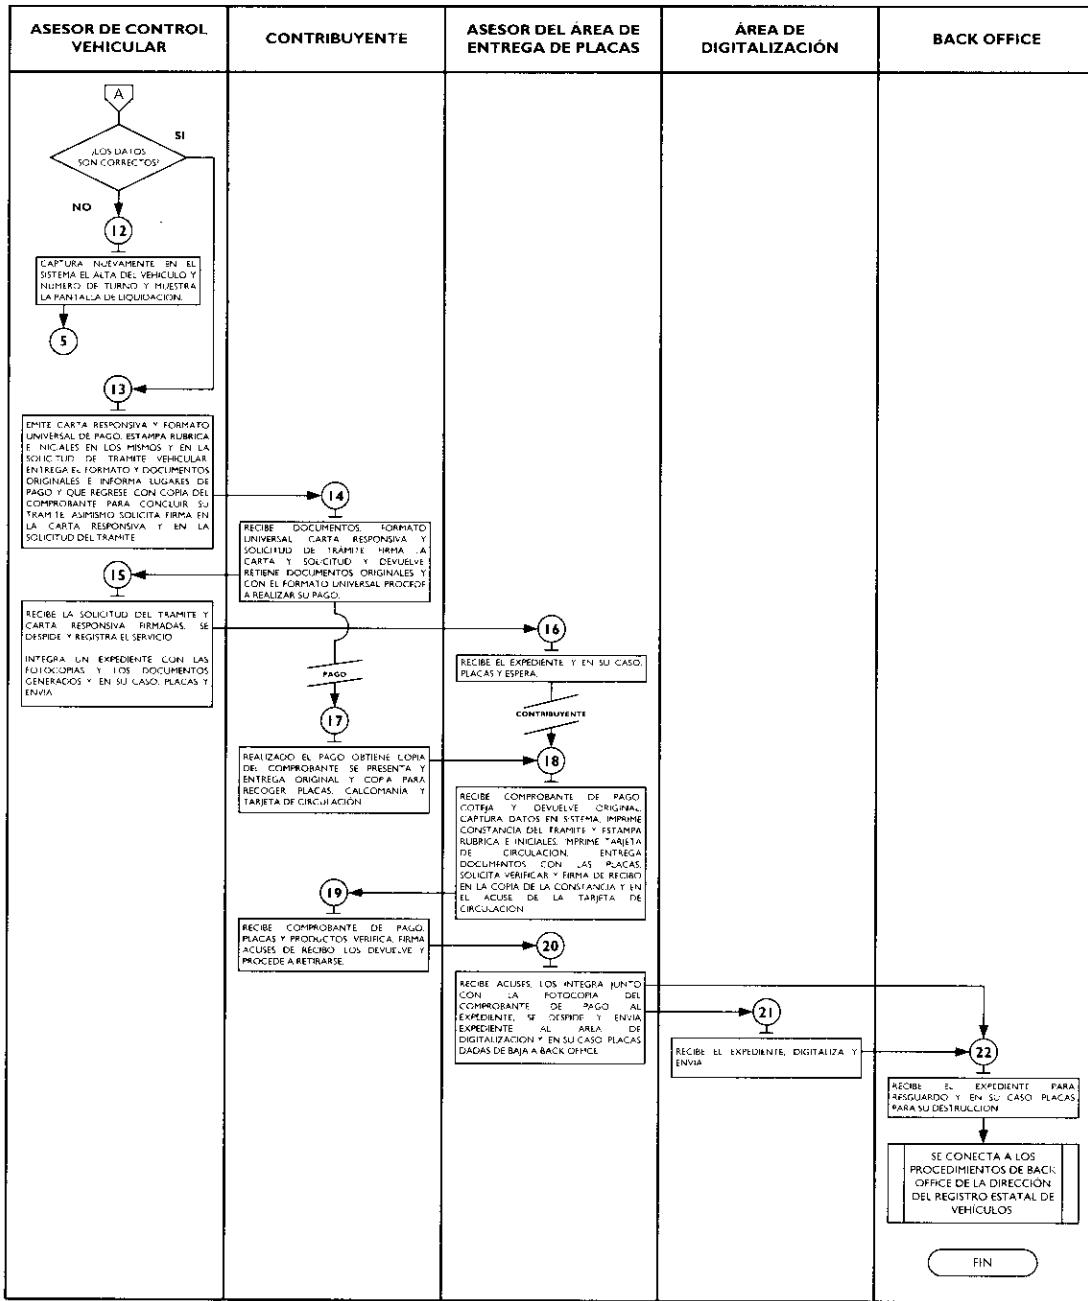 ASESOR DE CONTROL
VEHICULAR
CONTRIBUYENTE
ASESOR DEL ÁREA DE
ENTREGA DE PLACAS
ÁREA DE
DIGITALIZACIÓN
BACK OFFICE
A
¿LOS DATOS
SON CORRECTOS?
SI
NO
12
CAPTURA NUEVAMENTE EN EL
SISTEMA EL ALTA DEL VEHICULO Y
NUMERO DE TURNO Y MUESTRA
LA PANTALLA DE LIQUIDACION.
5
13
EMITE CARTA RESPONSIVA Y FORMATO
UNIVERSAL DE PAGO, ESTAMPA RUBRICA
E INICIALES EN LOS MISMOS Y EN LA
SOLICITUD DE TRAMITE VEHICULAR
ENTREGA EL FORMATO Y DOCUMENTOS
ORIGINALES E INFORMA LUGARES DE
PAGO Y QUE REGRESE CON COPIA DEL
COMPROBANTE PARA CONCLUIR SU
TRAMITE. ASIMISMO SOLICITA FIRMA EN
LA CARTA RESPONSIVA Y EN LA
SOLICITUD DEL TRAMITE
14
RECIBE DOCUMENTOS, FORMATO
UNIVERSAL CARTA RESPONSIVA Y
SOLICITUD DE TRÁMITE FIRMA LA
CARTA Y SOLICITUD Y DEVUELVE
RETIENE DOCUMENTOS ORIGINALES Y
CON EL FORMATO UNIVERSAL PROCEDE
A REALIZAR SU PAGO.
15
RECIBE LA SOLICITUD DEL TRAMITE Y
CARTA RESPONSIVA FIRMADAS, SE
DESPIDE Y REGISTRA EL SERVICIO
INTEGRA UN EXPEDIENTE CON LAS
FOTOCOPIAS Y LOS DOCUMENTOS
GENERADOS Y EN SU CASO, PLACAS Y
ENVIA
16
RECIBE EL EXPEDIENTE Y EN SU CASO,
PLACAS Y ESPERA.
PAGO
CONTRIBUYENTE
17
REALIZADO EL PAGO OBTIENE COPIA
DEL COMPROBANTE SE PRESENTA Y
ENTREGA ORIGINAL Y COPIA PARA
RECOGER PLACAS, CALCOMANÍA Y
TARJETA DE CIRCULACIÓN
18
RECIBE COMPROBANTE DE PAGO
COTEJA Y DEVUELVE ORIGINAL,
CAPTURA DATOS EN SISTEMA, IMPRIME
CONSTANCIA DEL TRAMITE Y ESTAMPA
RUBRICA E INICIALES, IMPRIME TARJETA
DE CIRCULACION, ENTREGA
DOCUMENTOS CON LAS PLACAS,
SOLICITA VERIFICAR Y FIRMA DE RECIBO
EN LA COPIA DE LA CONSTANCIA Y EN
EL ACUSE DE LA TARJETA DE
CIRCULACION
19
RECIBE COMPROBANTE DE PAGO,
PLACAS Y PRODUCTOS VERIFICA, FIRMA
ACUSES DE RECIBO LOS DEVUELVE Y
PROCEDE A RETIRARSE.
20
RECIBE ACUSES, LOS INTEGRA JUNTO
CON LA FOTOCOPIA DEL
COMPROBANTE DE PAGO AL
EXPEDIENTE, SE DESPIDE Y ENVIA
EXPEDIENTE AL AREA DE
DIGITALIZACION Y EN SU CASO PLACAS
DADAS DE BAJA A BACK OFFICE
21
RECIBE EL EXPEDIENTE, DIGITALIZA Y
ENVIA
22
RECIBE EL EXPEDIENTE PARA
RESGUARDO Y EN SU CASO PLACAS,
PARA SU DESTRUCCION
SE CONECTA A LOS
PROCEDIMIENTOS DE BACK
OFFICE DE LA DIRECCIÓN
DEL REGISTRO ESTATAL DE
VEHÍCULOS
FIN